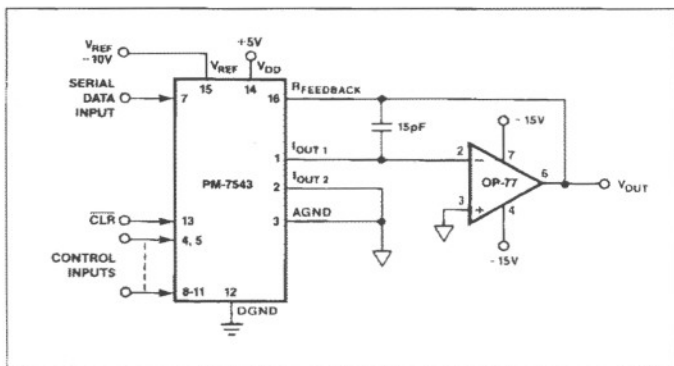 VREF
-10V
+5V
VREF
VDD
15
14
SERIAL
DATA
INPUT
7
16
RFEEDBACK
15pF
- 15V
1
IOUT 1
2
-
7
PM-7543
OP-77
6
VOUT
2
IOUT 2
3
+
4
3
AGND
CLR
13
4, 5
- 15V
CONTROL
INPUTS
8-11
12
DGND